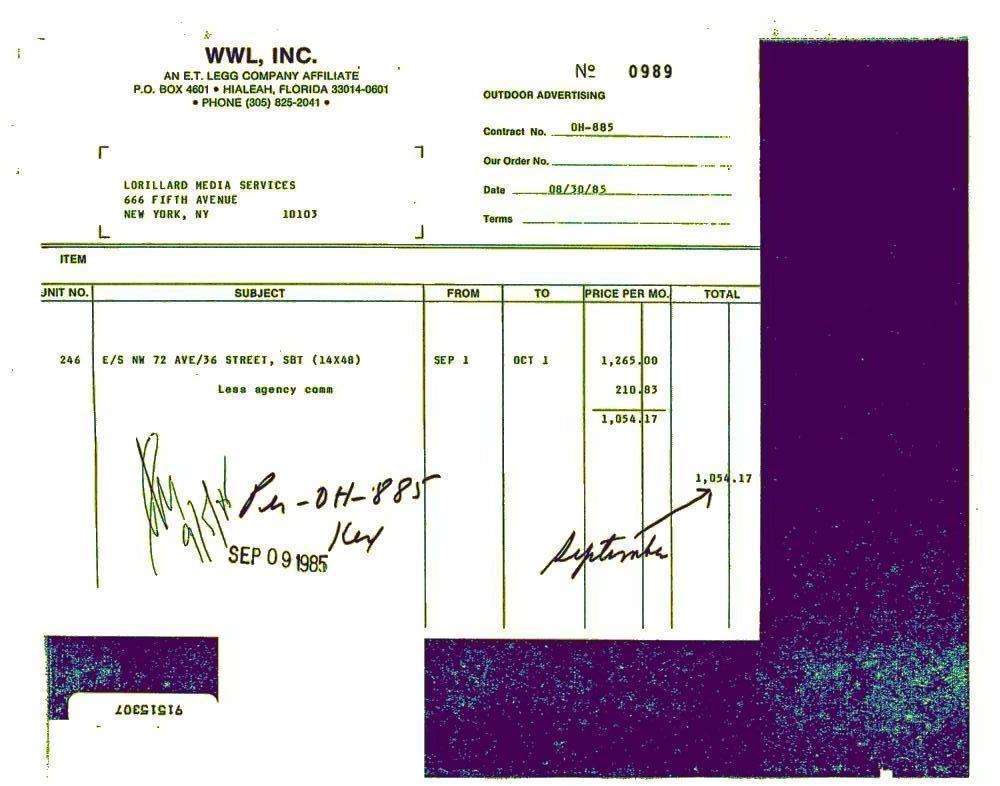 WWL, INC.
AN E.T. LEGG COMPANY AFFILIATE
P.O. BOX 4601 • HIALEAH, FLORIDA 33014-0601
• PHONE (305) 825-2041 •
Nº 0989
OUTDOOR ADVERTISING
Contract No. OH-885
Our Order No.
Date 08/30/85
Terms
LORILLARD MEDIA SERVICES
666 FIFTH AVENUE
NEW YORK, NY 10103
ITEM
UNIT NO. SUBJECT FROM TO PRICE PER MO. TOTAL
246 E/S NW 72 AVE/36 STREET, SBT (14X48) SEP 1 OCT 1 1,265.00
Less agency comm 210.83
1,054.17
1,054.17
Per -OH-885
SEP 09 1985
September
91515307